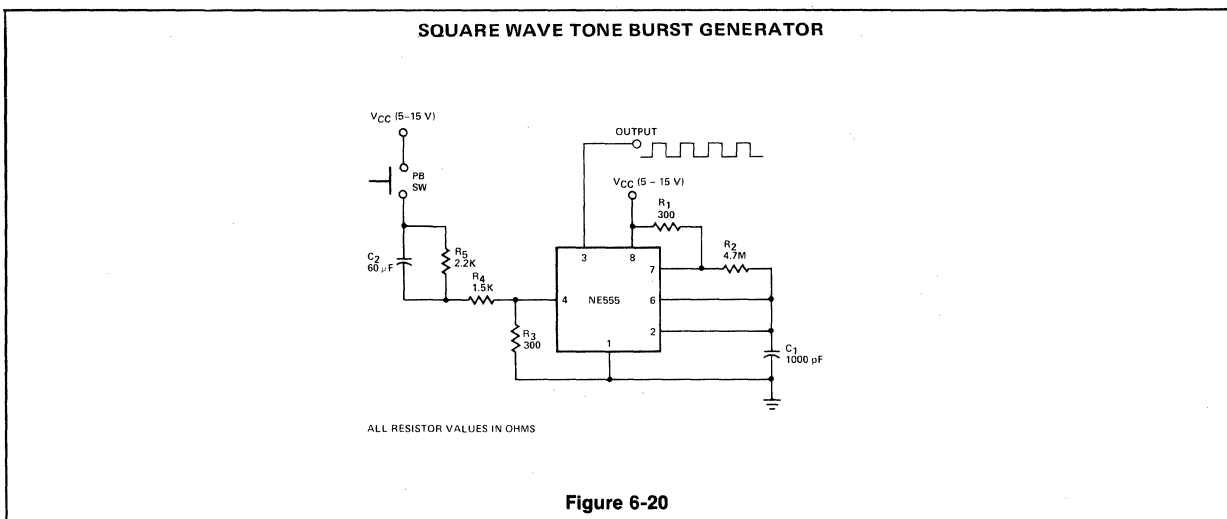 SQUARE WAVE TONE BURST GENERATOR
VCC (5–15 V)
PB
SW
C2
60 μF
R5
2.2K
R4
1.5K
R3
300
OUTPUT
VCC (5 – 15 V)
R1
300
R2
4.7M
3
8
7
4
NE555
6
2
1
C1
1000 pF
ALL RESISTOR VALUES IN OHMS
Figure 6-20